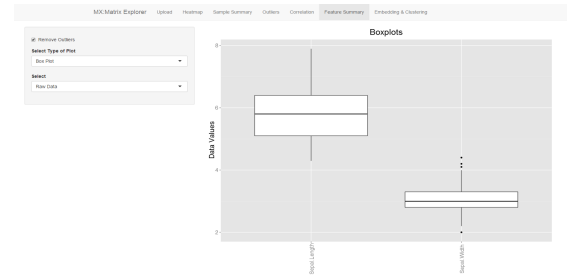 MX:Matrix Explorer Upload Heatmap Sample Summary Outliers Correlation Feature Summary Embedding & Clustering
Remove Outliers
Select Type of Plot
Box Plot
Select
Raw Data
Boxplots
Data Values
8
6
4
2
Sepal.Length
Sepal.Width